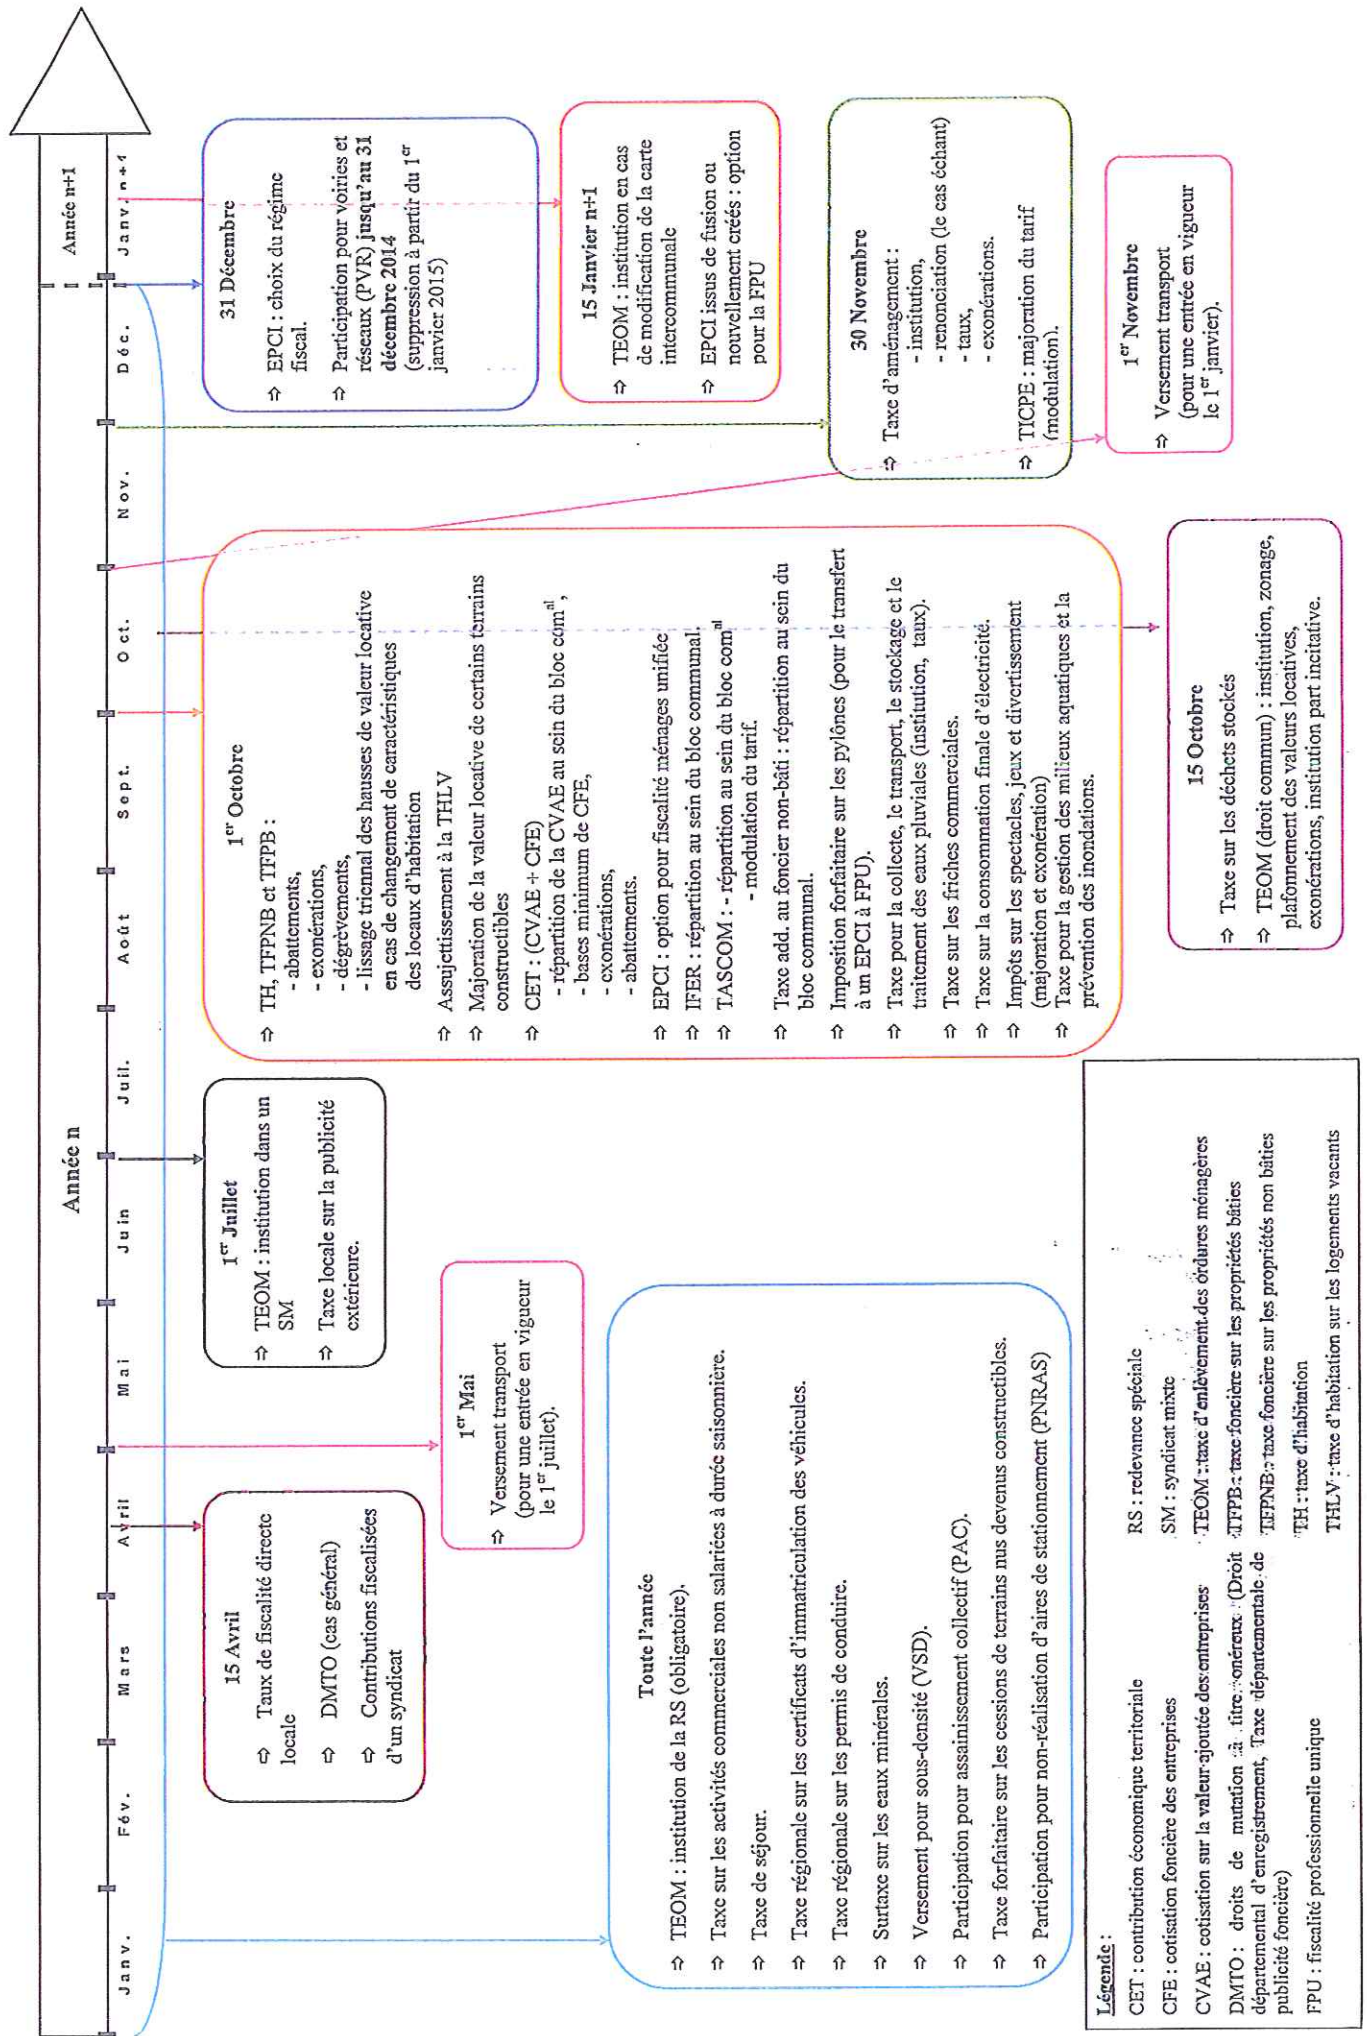 Année n
Année n+1
Janv.
Fév.
Mars
Avril
Mai
Juin
Juil.
Août
Sept.
Oct.
Nov.
Déc.
Janv. n+1
15 Avril
⇨ Taux de fiscalité directe
locale
⇨ DMTO (cas général)
⇨ Contributions fiscalisées
d'un syndicat
1er Mai
⇨ Versement transport
(pour une entrée en vigueur
le 1er juillet).
1er Juillet
⇨ TEOM : institution dans un
SM
⇨ Taxe locale sur la publicité
extérieure.
Toute l'année
⇨ TEOM : institution de la RS (obligatoire).
⇨ Taxe sur les activités commerciales non salariées à durée saisonnière.
⇨ Taxe de séjour.
⇨ Taxe régionale sur les certificats d'immatriculation des véhicules.
⇨ Taxe régionale sur les permis de conduire.
⇨ Surtaxe sur les eaux minérales.
⇨ Versement pour sous-densité (VSD).
⇨ Participation pour assainissement collectif (PAC).
⇨ Taxe forfaitaire sur les cessions de terrains nus devenus constructibles.
⇨ Participation pour non-réalisation d'aires de stationnement (PNRAS)
1er Octobre
⇨ TH, TFPNB et TFPB :
- abattements,
- exonérations,
- dégrèvements,
- lissage triennal des hausses de valeur locative
en cas de changement de caractéristiques
des locaux d'habitation
⇨ Assujettissement à la THLV
⇨ Majoration de la valeur locative de certains terrains
constructibles
⇨ CET : (CVAE + CFE)
- répartition de la CVAE au sein du bloc com^al,
- bases minimum de CFE,
- exonérations,
- abattements.
⇨ EPCI : option pour fiscalité ménages unifiée
⇨ IFER : répartition au sein du bloc communal.
⇨ TASCOM : - répartition au sein du bloc com^al
- modulation du tarif.
⇨ Taxe add. au foncier non-bâti : répartition au sein du
bloc communal.
⇨ Imposition forfaitaire sur les pylônes (pour le transfert
à un EPCI à FPU).
⇨ Taxe pour la collecte, le transport, le stockage et le
traitement des eaux pluviales (institution, taux).
⇨ Taxe sur les friches commerciales.
⇨ Taxe sur la consommation finale d'électricité.
⇨ Impôts sur les spectacles, jeux et divertissement
(majoration et exonération)
⇨ Taxe pour la gestion des milieux aquatiques et la
prévention des inondations.
15 Octobre
⇨ Taxe sur les déchets stockés
⇨ TEOM (droit commun) : institution, zonage,
plafonnement des valeurs locatives,
exonérations, institution part incitative.
31 Décembre
⇨ EPCI : choix du régime
fiscal.
⇨ Participation pour voiries et
réseaux (PVR) jusqu'au 31
décembre 2014
(suppression à partir du 1er
janvier 2015)
15 Janvier n+1
⇨ TEOM : institution en cas
de modification de la carte
intercommunale
⇨ EPCI issus de fusion ou
nouvellement créés : option
pour la FPU
30 Novembre
⇨ Taxe d'aménagement :
- institution,
- renonciation (le cas échant)
- taux,
- exonérations.
⇨ TICPE : majoration du tarif
(modulation).
1er Novembre
⇨ Versement transport
(pour une entrée en vigueur
le 1er janvier).
Légende :
CET : contribution économique territoriale
CFE : cotisation foncière des entreprises
CVAE : cotisation sur la valeur ajoutée des entreprises
DMTO : droits de mutation à titre onéreux (Droit
départemental d'enregistrement, Taxe départementale de
publicité foncière)
FPU : fiscalité professionnelle unique
RS : redevance spéciale
SM : syndicat mixte
TEOM : taxe d'enlèvement des ordures ménagères
TFPB : taxe foncière sur les propriétés bâties
TFPNB : taxe foncière sur les propriétés non bâties
TH : taxe d'habitation
THLV : taxe d'habitation sur les logements vacants